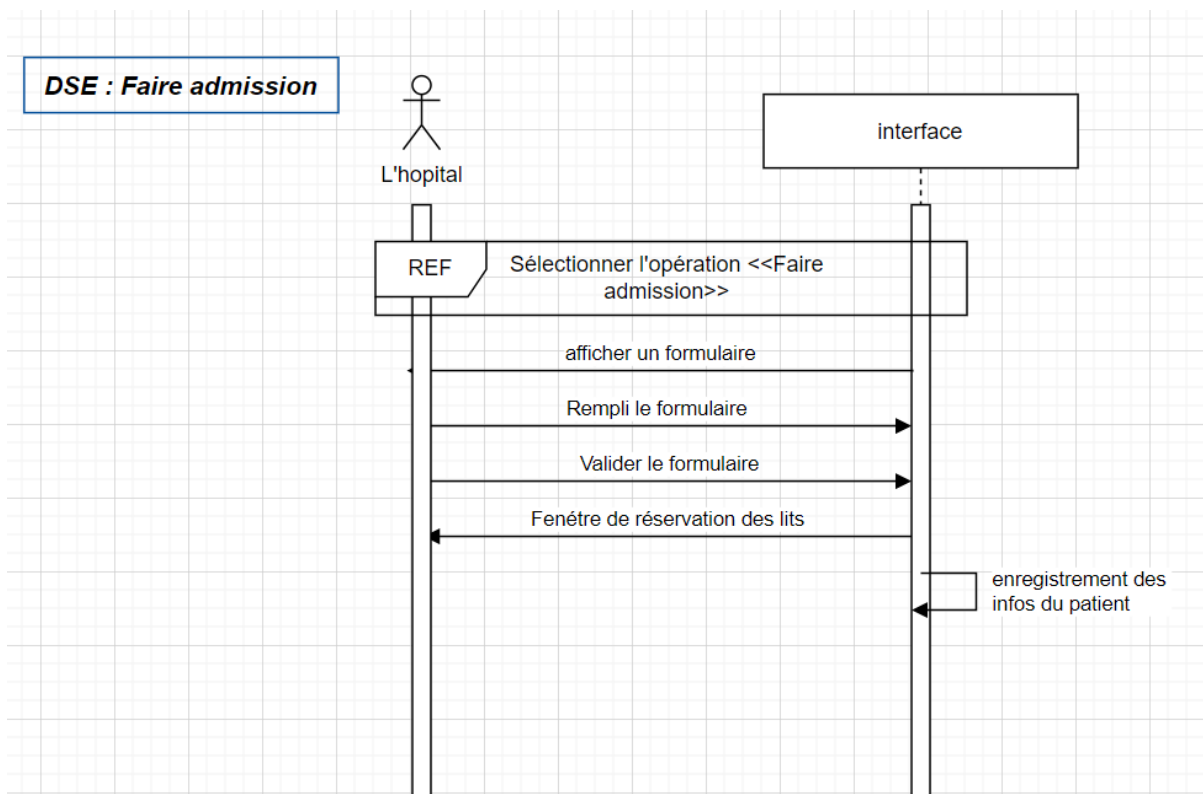 DSE : Faire admission
L'hopital
interface
REF
Sélectionner l'opération <<Faire
admission>>
afficher un formulaire
Rempli le formulaire
Valider le formulaire
Fenétre de réservation des lits
enregistrement des
infos du patient